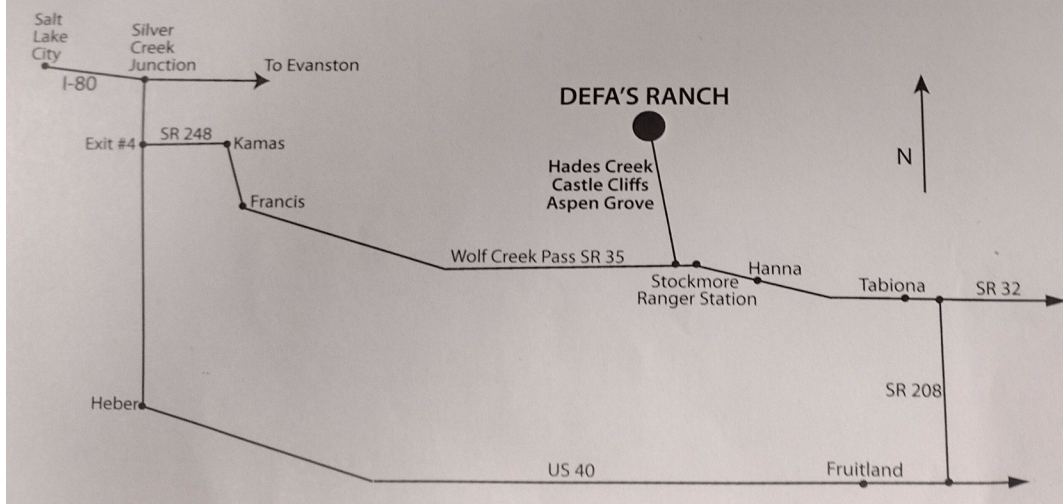 Salt
Lake
City
Silver
Creek
Junction
I-80
To Evanston
DEFA'S RANCH
N
Exit #4
SR 248
Kamas
Hades Creek
Castle Cliffs
Aspen Grove
Francis
Wolf Creek Pass SR 35
Stockmore
Ranger Station
Hanna
Tabiona
SR 32
SR 208
Heber
US 40
Fruitland